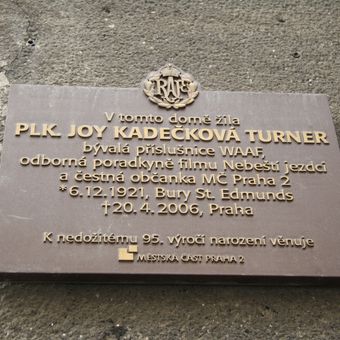 RAF
V tomto domě žila
PLK. JOY KADEČKOVÁ TURNER
bývalá příslušnice WAAF,
odborná poradkyně filmu Nebeští jezdci
a čestná občanka MČ Praha 2
*6.12.1921, Bury St. Edmunds
†20.4.2006, Praha
K nedožitému 95. výročí narození věnuje
MĚSTSKÁ ČÁST PRAHA 2